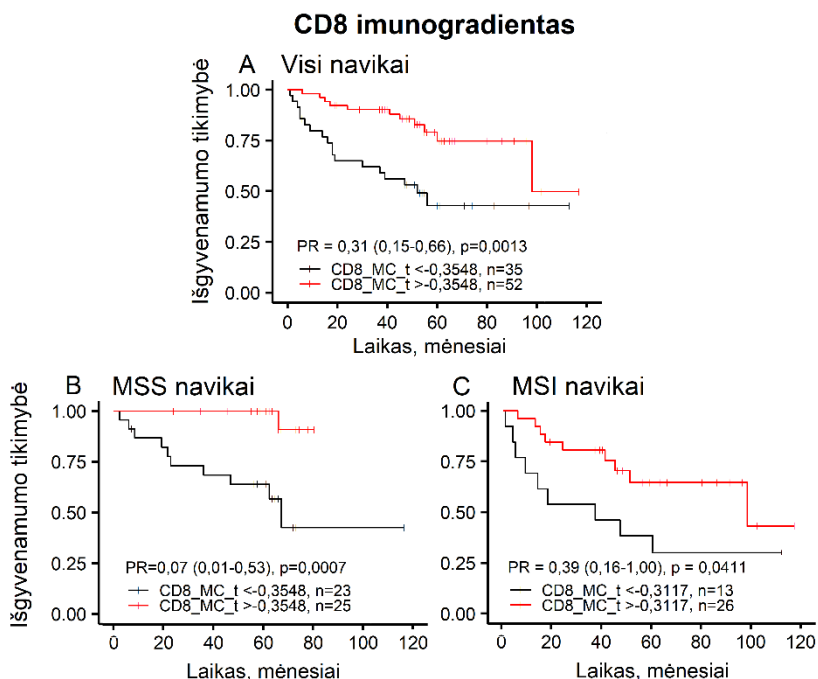 CD8 imunogradientas
A Visi navikai
Išgyvenamumo tikimybė
1.00
0.75
0.50
0.25
0.00
PR = 0,31 (0,15-0,66), p=0,0013
CD8_MC_t <-0,3548, n=35
CD8_MC_t >-0,3548, n=52
0 20 40 60 80 100 120
Laikas, mėnesiai
B MSS navikai
Išgyvenamumo tikimybė
1.00
0.75
0.50
0.25
0.00
PR=0,07 (0,01-0,53), p=0,0007
CD8_MC_t <-0,3548, n=23
CD8_MC_t >-0,3548, n=25
0 20 40 60 80 100 120
Laikas, mėnesiai
C MSI navikai
1.00
0.75
0.50
0.25
0.00
PR = 0,39 (0,16-1,00), p = 0,0411
CD8_MC_t <-0,3117, n=13
CD8_MC_t >-0,3117, n=26
0 20 40 60 80 100 120
Laikas, mėnesiai